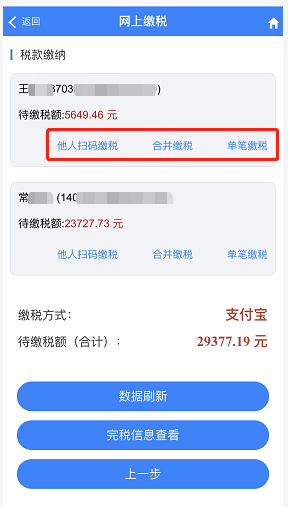 返回 网上缴税
税款缴纳
王 8703( )
待缴税额:5649.46 元
他人扫码缴税 合并缴税 单笔缴税
常 (140 )
待缴税额:23727.73 元
他人扫码缴税 合并缴税 单笔缴税
缴税方式： 支付宝
待缴税额（合计）： 29377.19 元
数据刷新
完税信息查看
上一步